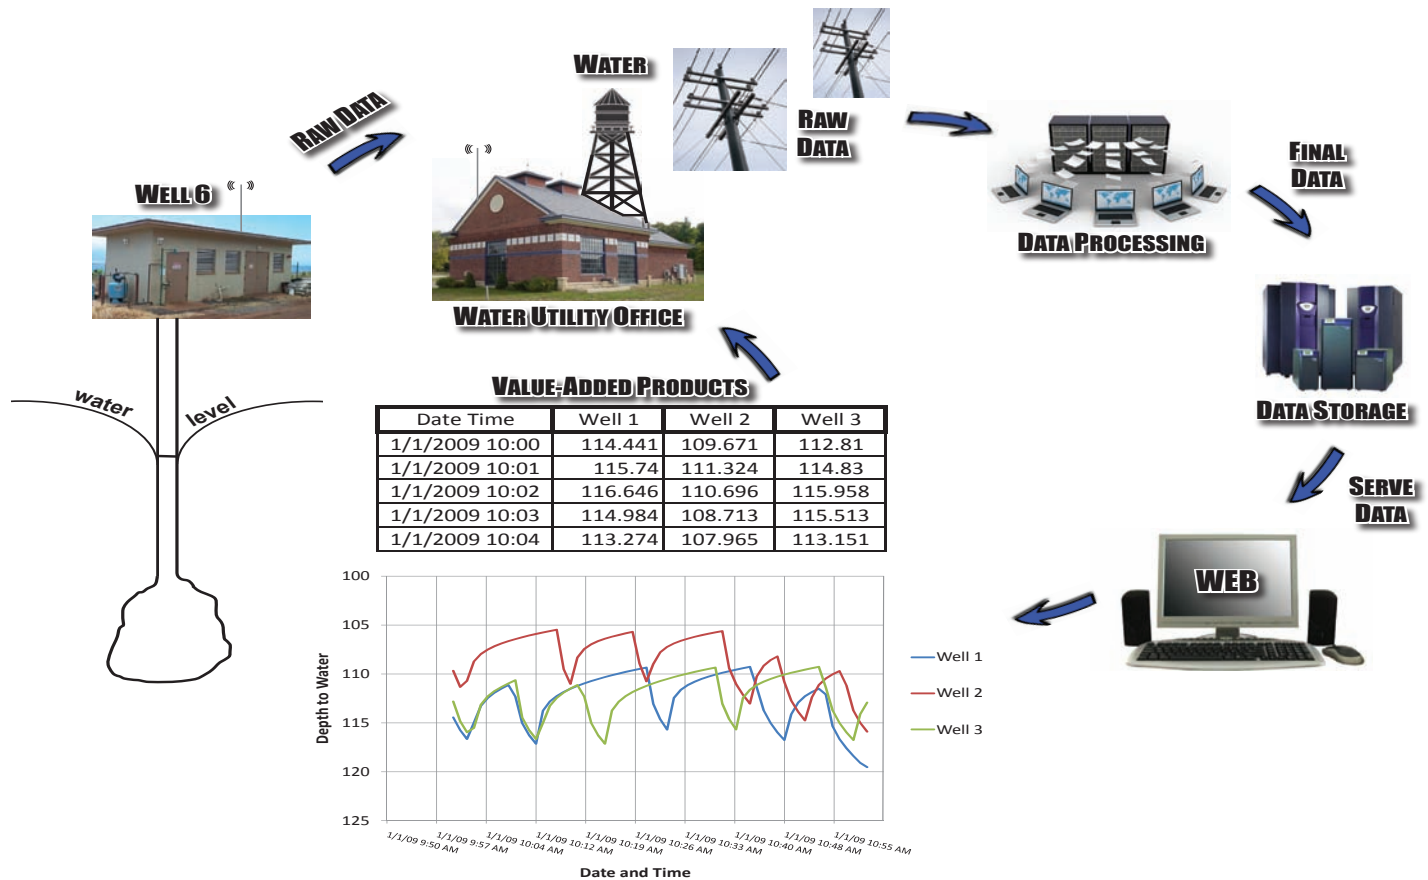 WATER
RAW DATA
RAW
DATA
FINAL
DATA
WELL 6
DATA PROCESSING
WATER UTILITY OFFICE
water level
VALUE-ADDED PRODUCTS
DATA STORAGE
Date Time Well 1 Well 2 Well 3
1/1/2009 10:00 114.441 109.671 112.81
1/1/2009 10:01 115.74 111.324 114.83
1/1/2009 10:02 116.646 110.696 115.958
1/1/2009 10:03 114.984 108.713 115.513
1/1/2009 10:04 113.274 107.965 113.151
SERVE
DATA
WEB
100
105
110
115
120
125
Depth to Water
Well 1
Well 2
Well 3
1/1/09 9:50 AM
1/1/09 9:57 AM
1/1/09 10:04 AM
1/1/09 10:12 AM
1/1/09 10:19 AM
1/1/09 10:26 AM
1/1/09 10:33 AM
1/1/09 10:40 AM
1/1/09 10:48 AM
1/1/09 10:55 AM
Date and Time